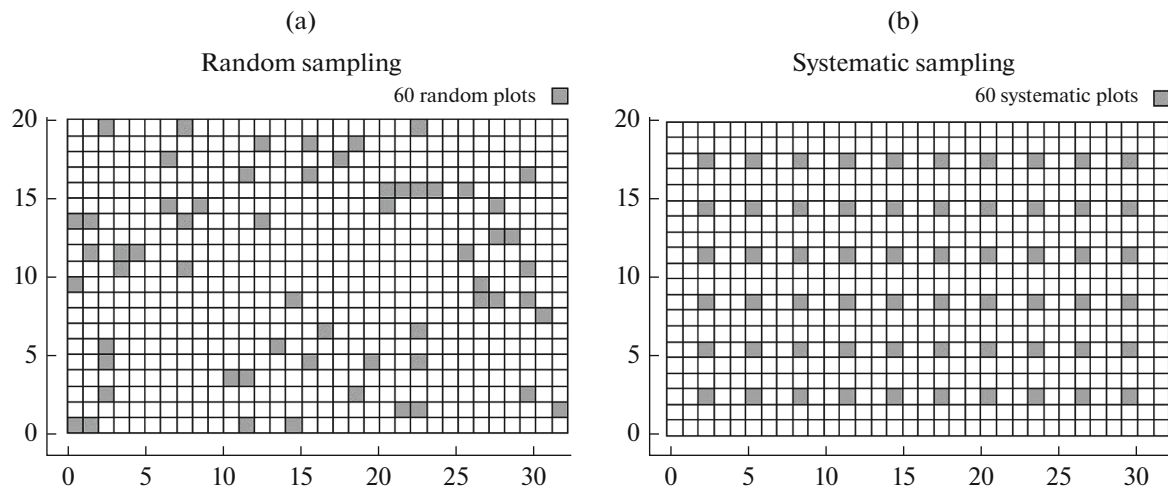 (a)
Random sampling
60 random plots
20
15
10
5
0
0 5 10 15 20 25 30
(b)
Systematic sampling
60 systematic plots
20
15
10
5
0
0 5 10 15 20 25 30